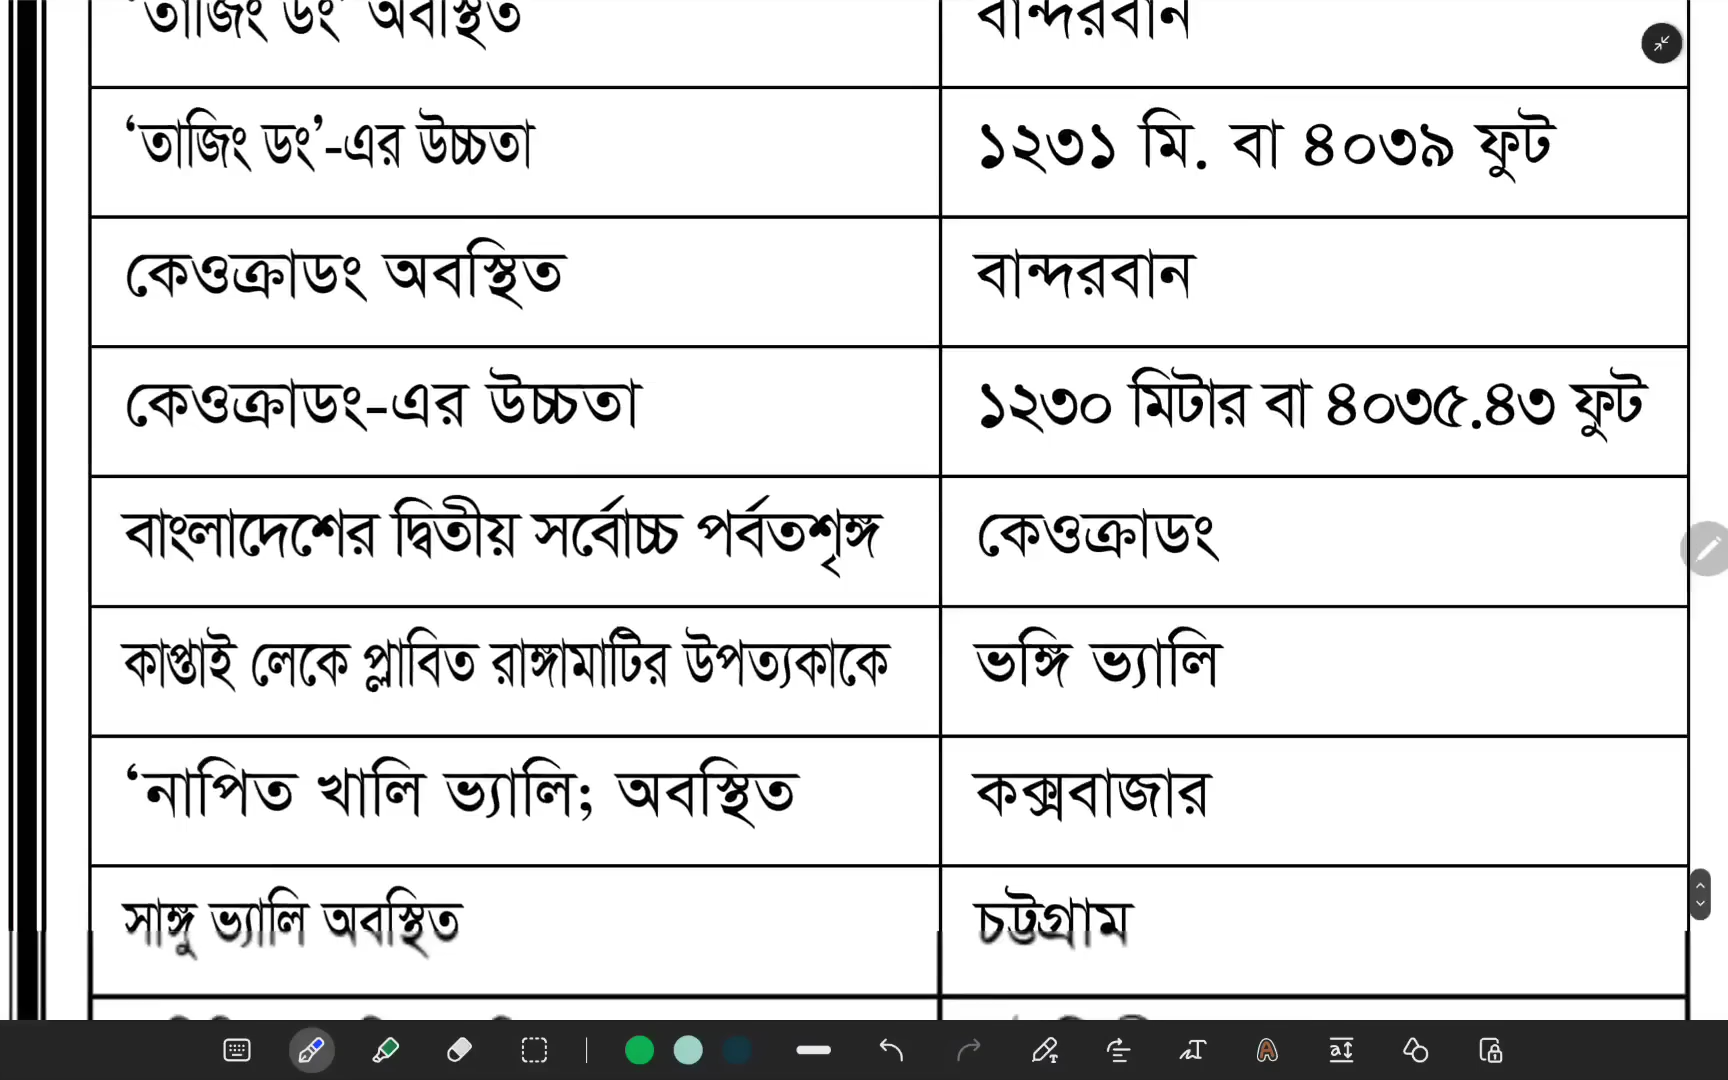 ‘তাজিং ডং’ অবস্থিত বান্দরবান
‘তাজিং ডং’-এর উচ্চতা ১২৩১ মি. বা ৪০৩৯ ফুট
কেওক্রাডং অবস্থিত বান্দরবান
কেওক্রাডং-এর উচ্চতা ১২৩০ মিটার বা ৪০৩৫.৪৩ ফুট
বাংলাদেশের দ্বিতীয় সর্বোচ্চ পর্বতশৃঙ্গ কেওক্রাডং
কাপ্তাই লেকে প্লাবিত রাঙ্গামাটির উপত্যকাকে ভঙ্গি ভ্যালি
‘নাপিত খালি ভ্যালি; অবস্থিত কক্সবাজার
সাঙ্গু ভ্যালি অবস্থিত চট্টগ্রাম